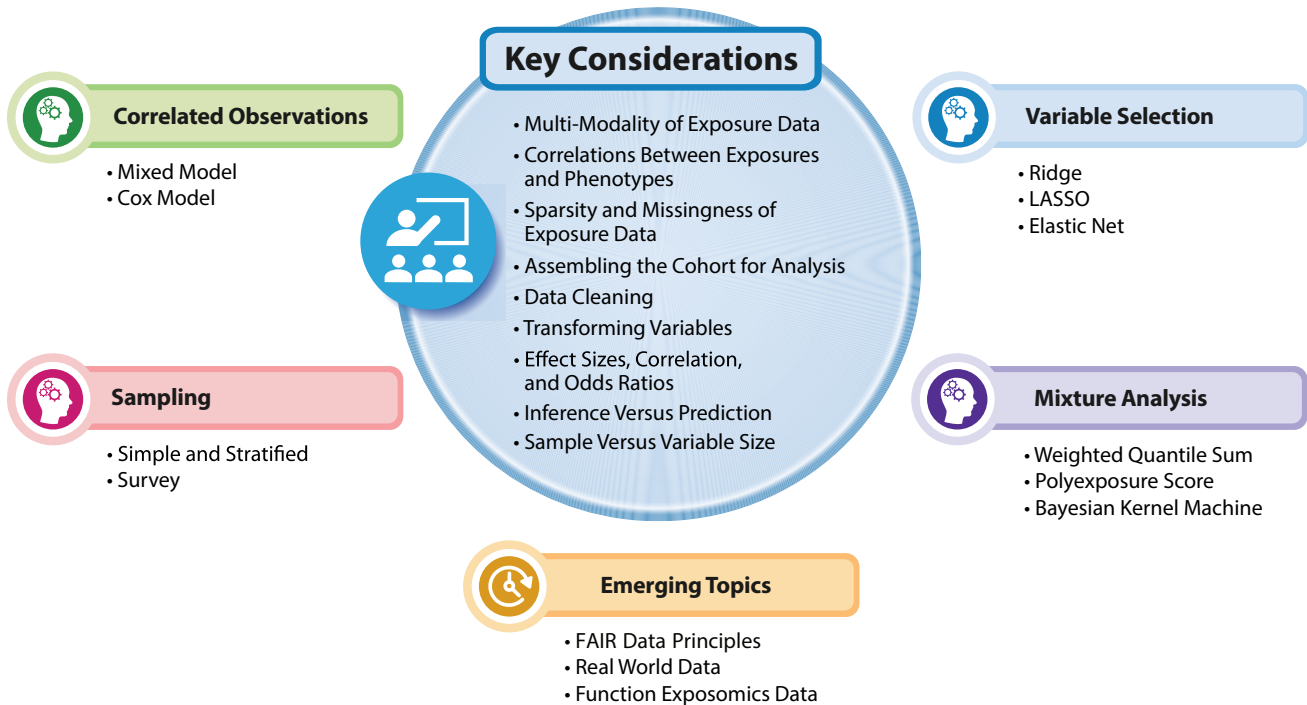 Key Considerations
• Multi-Modality of Exposure Data
• Correlations Between Exposures
and Phenotypes
• Sparsity and Missingness of
Exposure Data
• Assembling the Cohort for Analysis
• Data Cleaning
• Transforming Variables
• Effect Sizes, Correlation,
and Odds Ratios
• Inference Versus Prediction
• Sample Versus Variable Size
Correlated Observations
• Mixed Model
• Cox Model
Sampling
• Simple and Stratified
• Survey
Variable Selection
• Ridge
• LASSO
• Elastic Net
Mixture Analysis
• Weighted Quantile Sum
• Polyexposure Score
• Bayesian Kernel Machine
Emerging Topics
• FAIR Data Principles
• Real World Data
• Function Exposomics Data